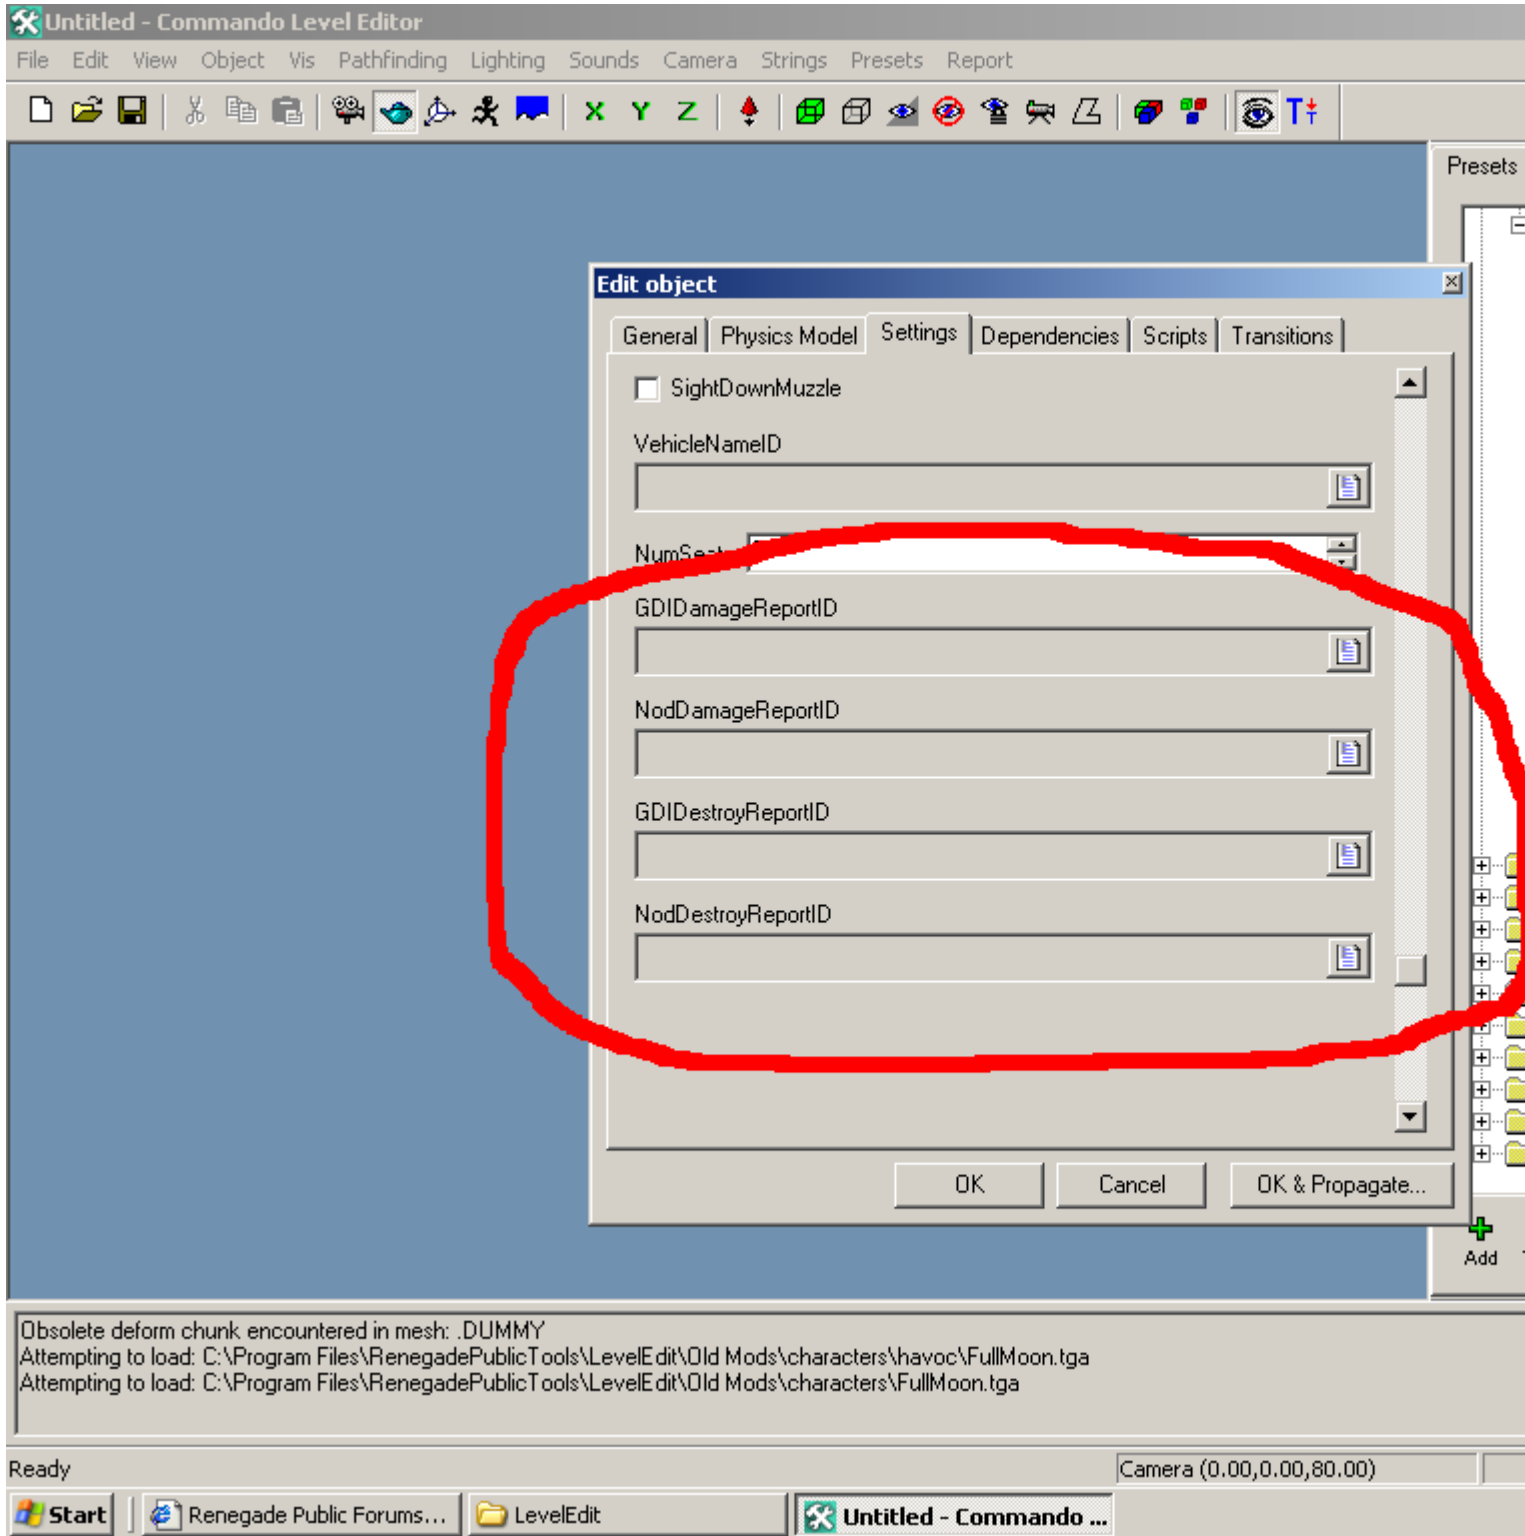 Untitled - Commando Level Editor
File Edit View Object Vis Pathfinding Lighting Sounds Camera Strings Presets Report
X Y Z T
Presets
Edit object
General Physics Model Settings Dependencies Scripts Transitions
SightDownMuzzle
VehicleNameID
GDIDamageReportID
NodDamageReportID
GDIDestroyReportID
NodDestroyReportID
OK Cancel OK & Propagate...
Add
Obsolete deform chunk encountered in mesh: .DUMMY
Attempting to load: C:\Program Files\RenegadePublicTools\LevelEdit\Old Mods\characters\havoc\FullMoon.tga
Attempting to load: C:\Program Files\RenegadePublicTools\LevelEdit\Old Mods\characters\FullMoon.tga
Ready Camera (0.00,0.00,80.00)
Start Renegade Public Forums... LevelEdit Untitled - Commando ...